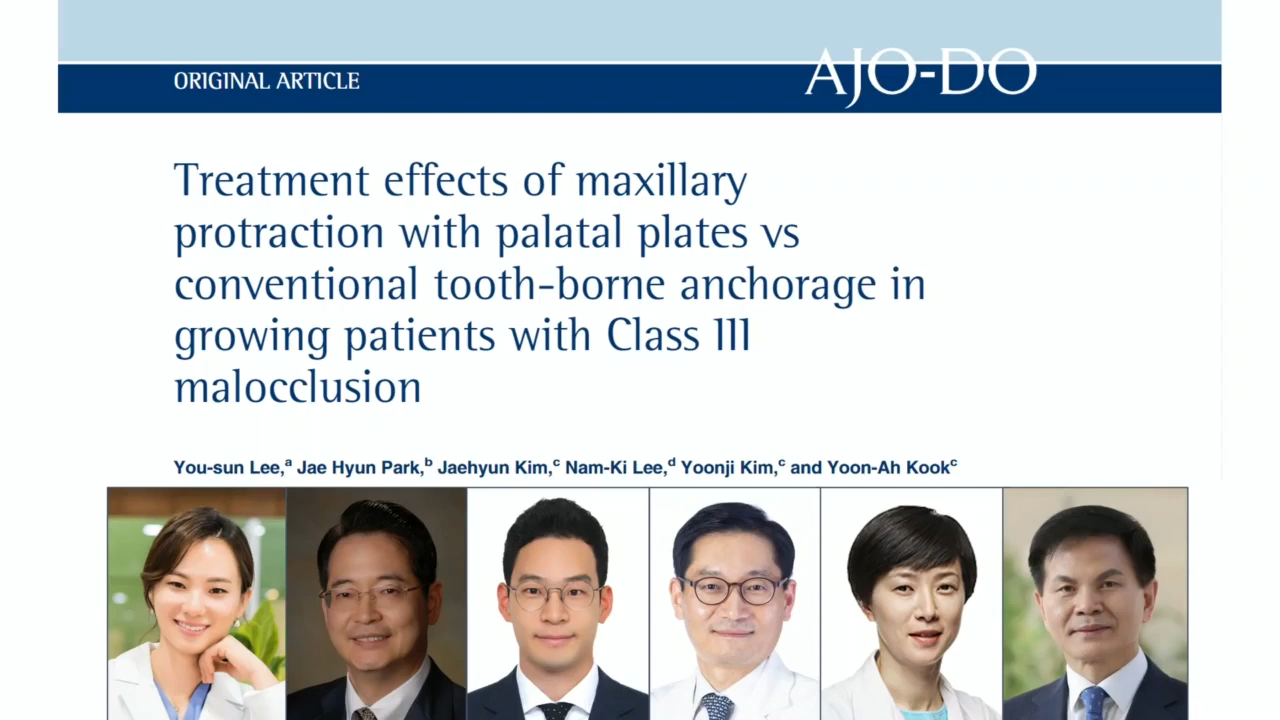 ORIGINAL ARTICLE
AJO-DO
Treatment effects of maxillary
protraction with palatal plates vs
conventional tooth-borne anchorage in
growing patients with Class III
malocclusion
You-sun Lee,a Jae Hyun Park,b Jaehyun Kim,c Nam-Ki Lee,d Yoonji Kim,c and Yoon-Ah Kookc